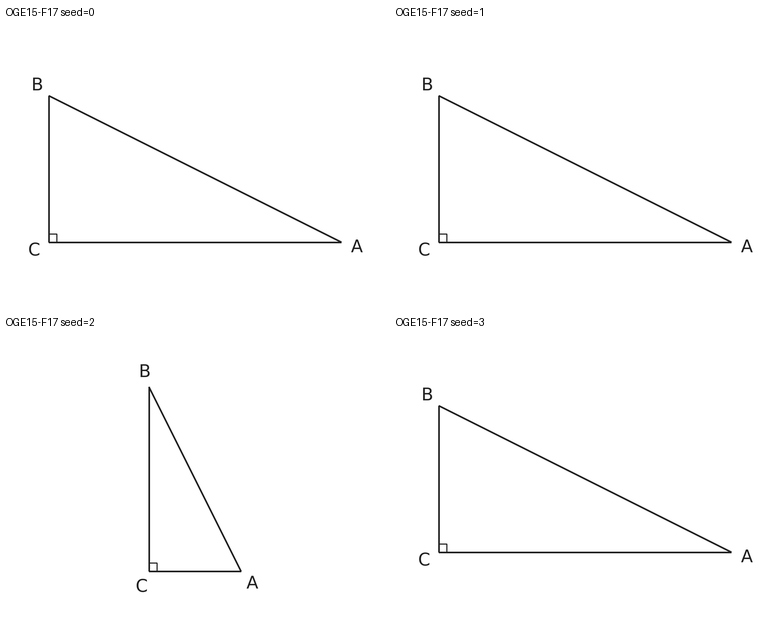 OGE15-F17 seed=0
B
C
A
OGE15-F17 seed=1
B
C
A
OGE15-F17 seed=2
B
C
A
OGE15-F17 seed=3
B
C
A